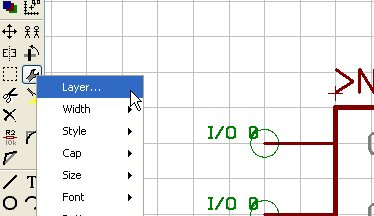 Layer...
>N
Width
I/O 0
Style
R2
10k
Cap
Size
Font
I/O 0